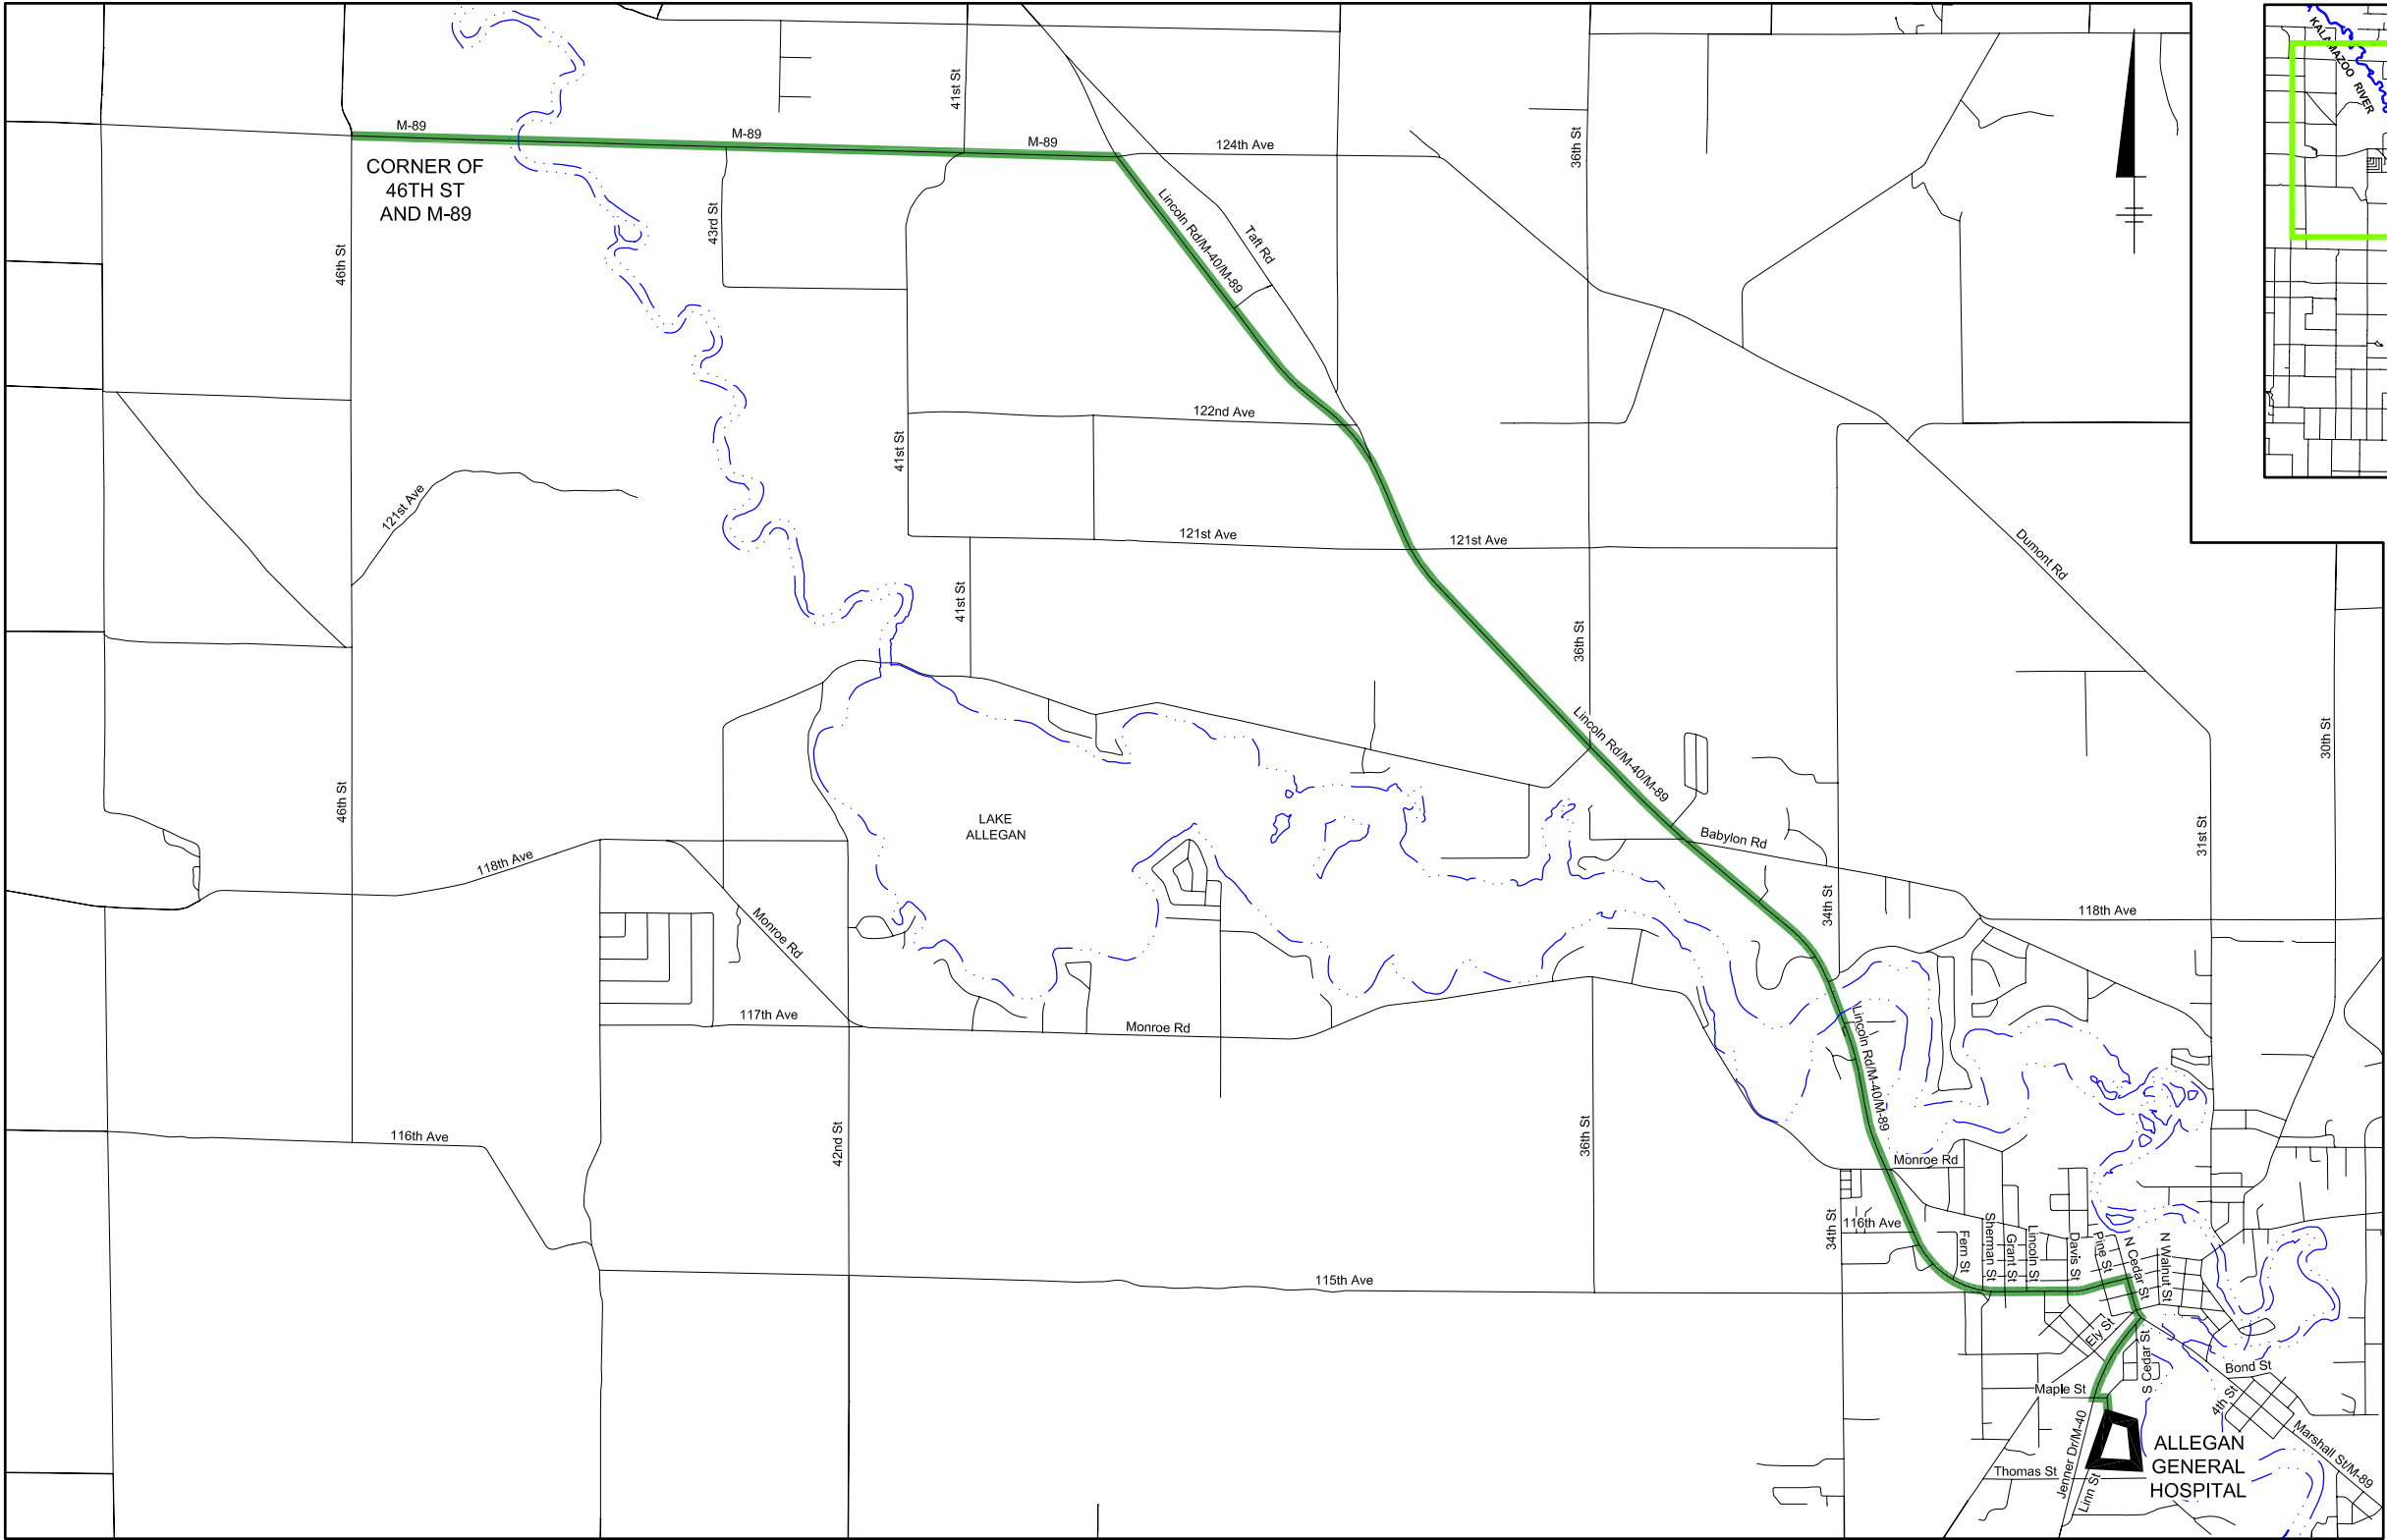 KALAMAZOO RIVER
41st St
M-89
M-89
M-89
124th Ave
36th St
CORNER OF
46TH ST
AND M-89
43rd St
46th St
Lincoln Rd/M-40/M-89
Taft Rd
122nd Ave
41st St
121st Ave
121st Ave
121st Ave
Dumont Rd
41st St
36th St
30th St
Lincoln Rd/M-40/M-89
46th St
LAKE
ALLEGAN
Babylon Rd
31st St
118th Ave
34th St
118th Ave
Monroe Rd
117th Ave
Monroe Rd
Lincoln Rd/M-40/M-89
116th Ave
42nd St
36th St
Monroe Rd
34th St
116th Ave
Fern St
Sherman St
Grant St
Lincoln St
Davis St
Pine St
N Cedar St
N Walnut St
115th Ave
Ely St
S Cedar St
Bond St
Maple St
4th St
Jenner Dr/M-40
Marshall St/M-89
ALLEGAN
GENERAL
HOSPITAL
Thomas St
Linn St